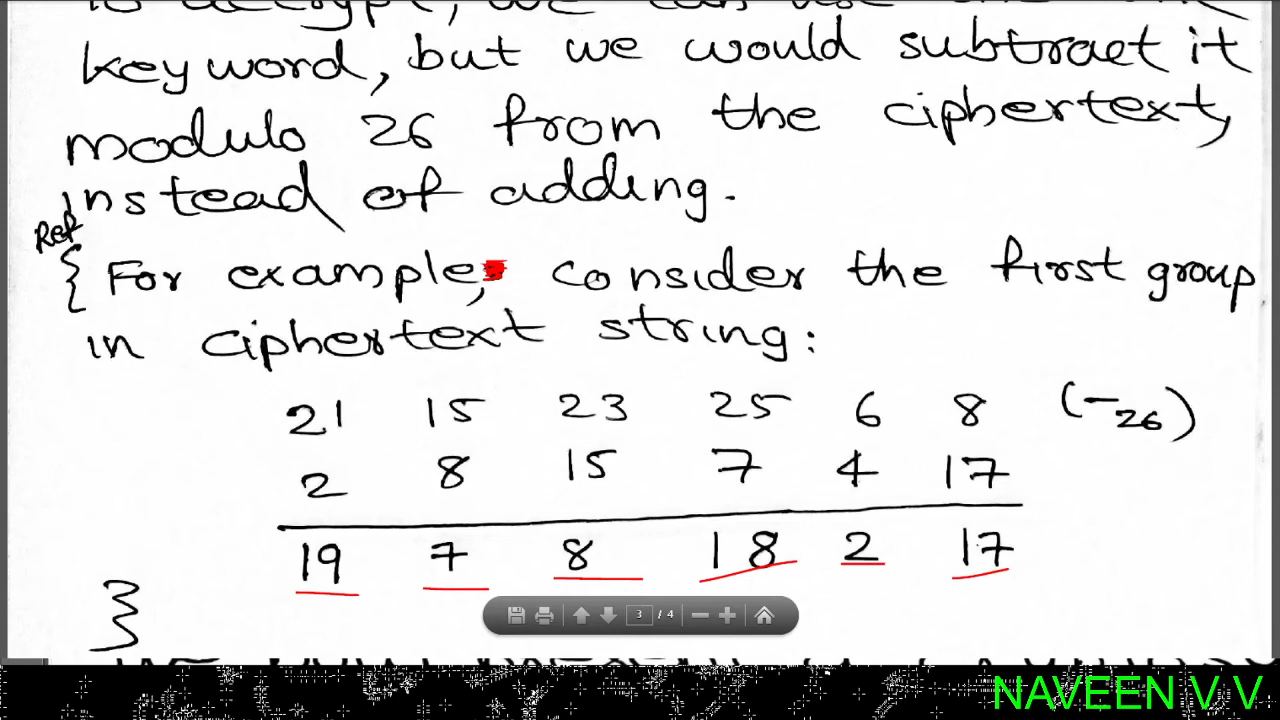 keyword, but we would subtract it
modulo 26 from the ciphertext,
instead of adding.
Ref
{ For example, consider the first group
in ciphertext string:
21 15 23 25 6 8 (-26)
2 8 15 7 4 17
19 7 8 18 2 17
}
3 / 4
NAVEEN V V